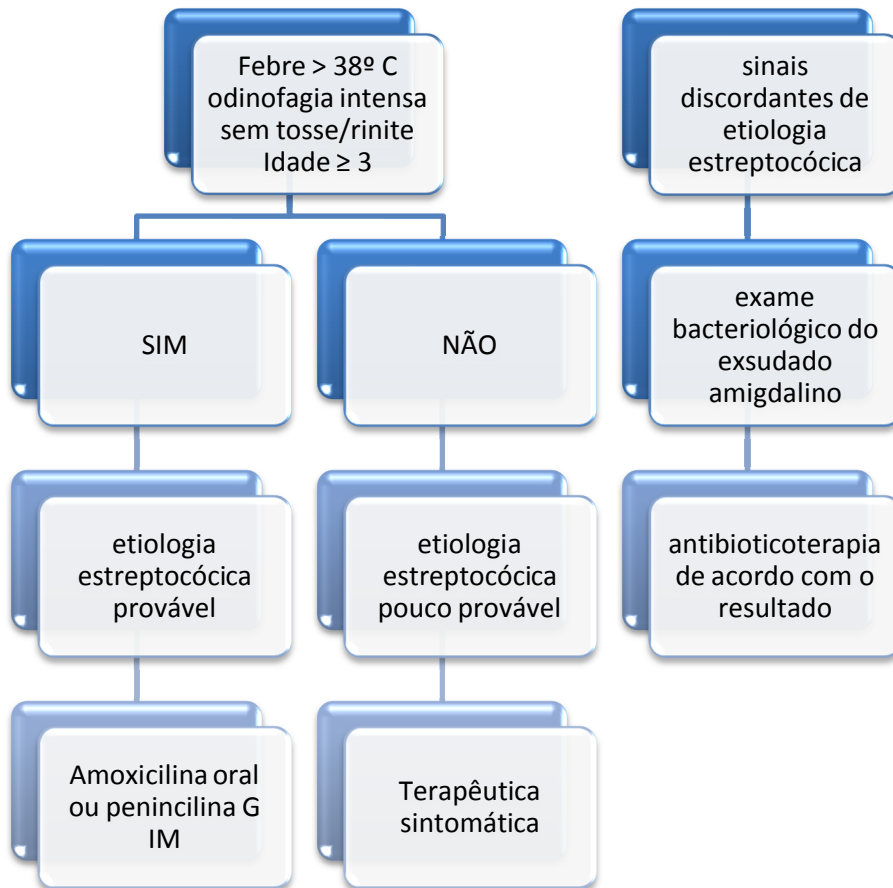 Febre > 38º C
odinofagia intensa
sem tosse/rinite
Idade ≥ 3
SIM
etiologia
estreptocócica
provável
Amoxicilina oral
ou penincilina G
IM
NÃO
etiologia
estreptocócica
pouco provável
Terapêutica
sintomática
sinais
discordantes de
etiologia
estreptocócica
exame
bacteriológico do
exsudado
amigdalino
antibioticoterapia
de acordo com o
resultado